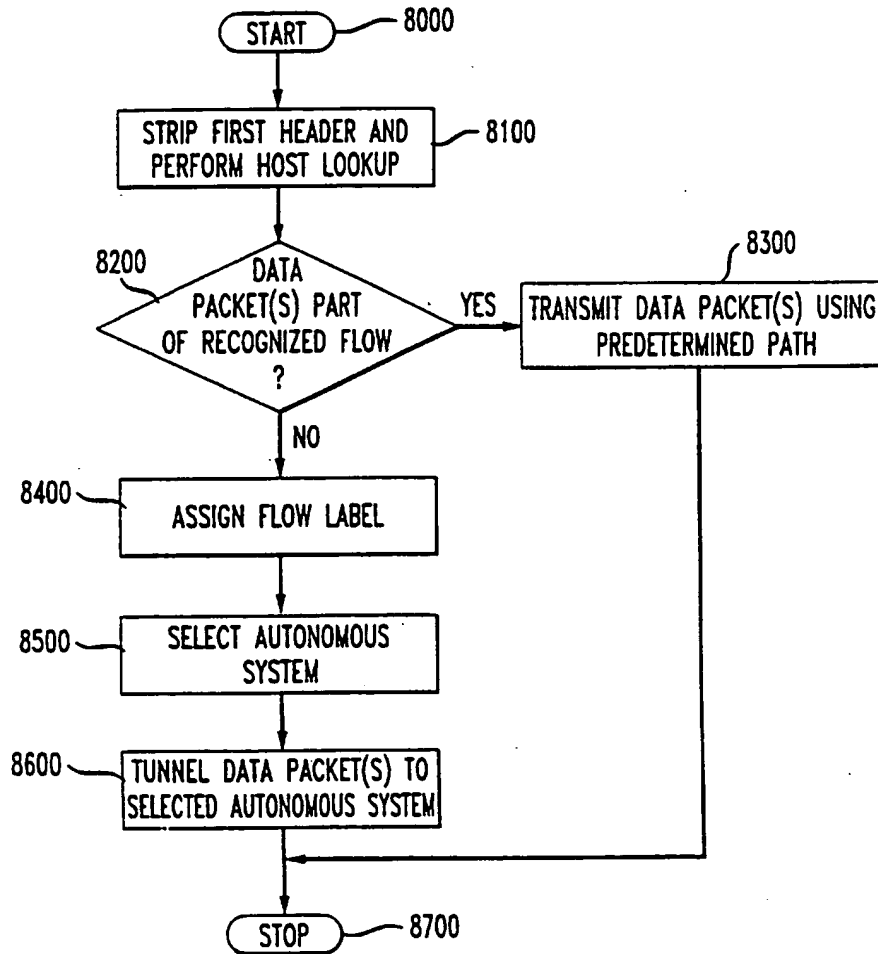 START
8000
STRIP FIRST HEADER AND
PERFORM HOST LOOKUP
8100
8200
DATA
PACKET(S) PART
OF RECOGNIZED FLOW
?
YES
8300
TRANSMIT DATA PACKET(S) USING
PREDETERMINED PATH
NO
8400
ASSIGN FLOW LABEL
8500
SELECT AUTONOMOUS
SYSTEM
8600
TUNNEL DATA PACKET(S) TO
SELECTED AUTONOMOUS SYSTEM
STOP
8700